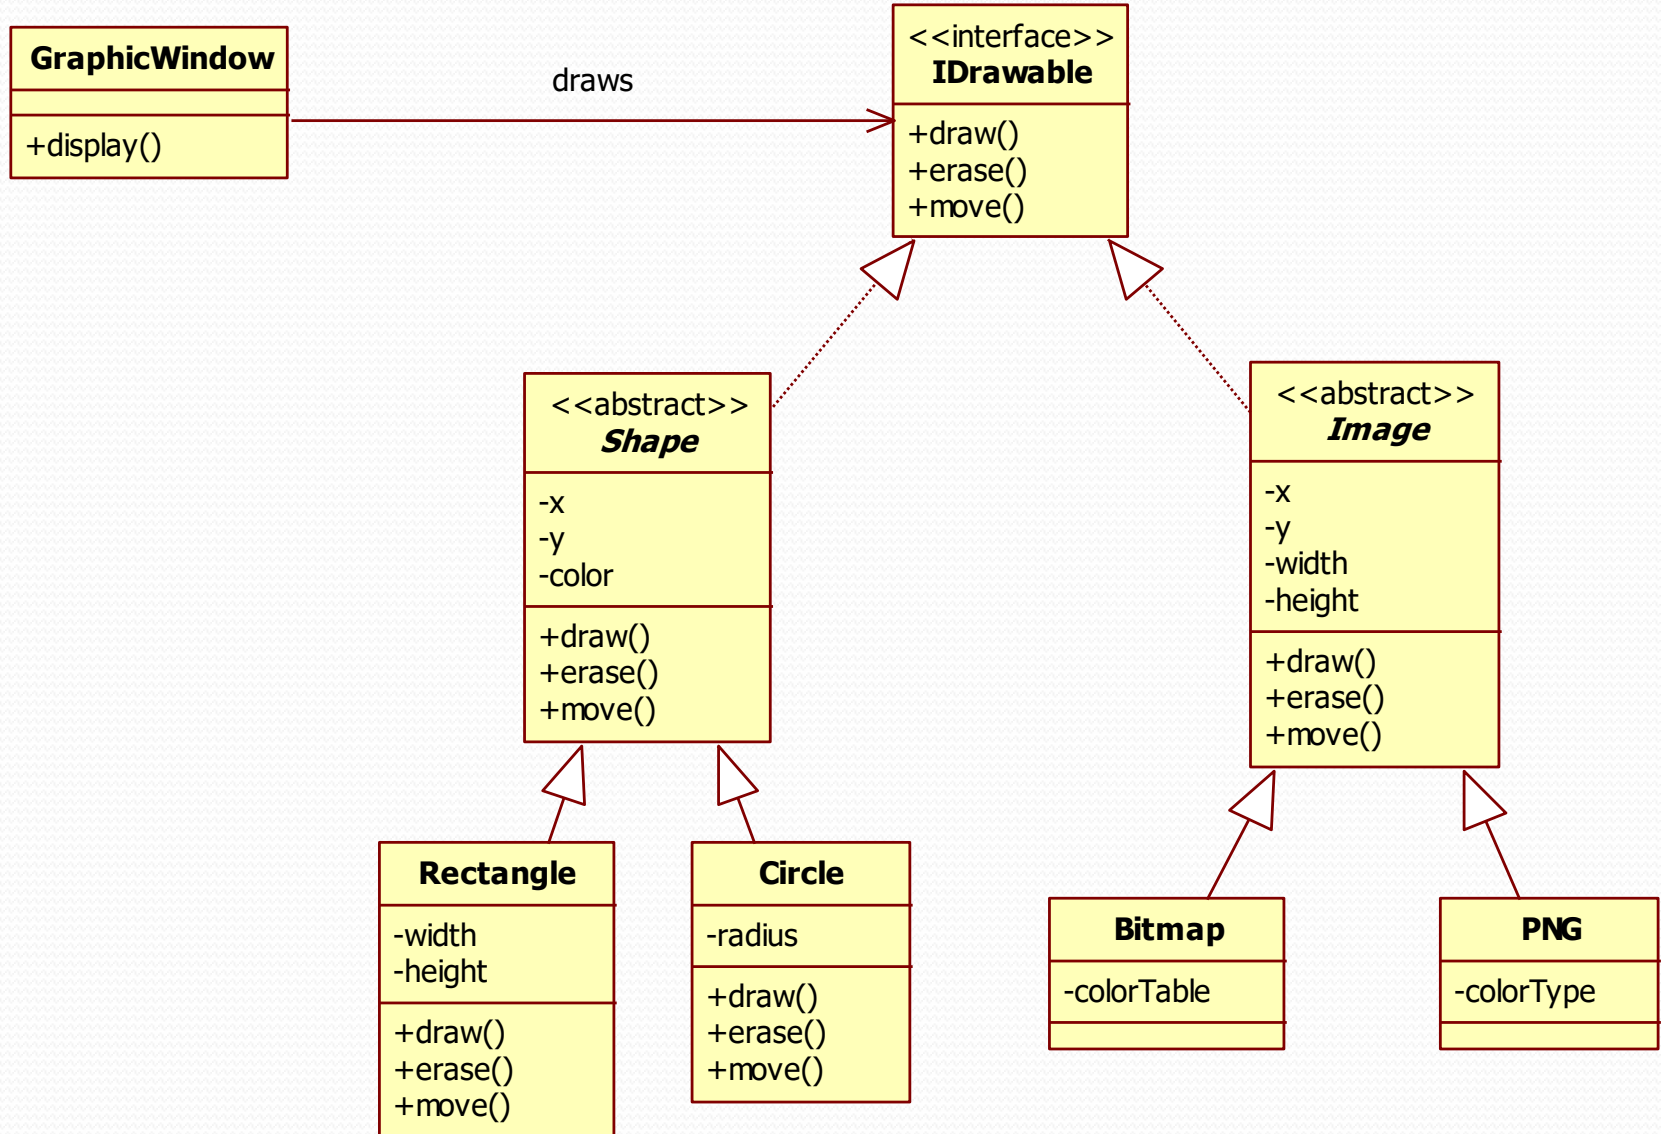 GraphicWindow
+display()
draws
<<interface>>
IDrawable
+draw()
+erase()
+move()
<<abstract>>
Shape
-x
-y
-color
+draw()
+erase()
+move()
<<abstract>>
Image
-x
-y
-width
-height
+draw()
+erase()
+move()
Rectangle
-width
-height
+draw()
+erase()
+move()
Circle
-radius
+draw()
+erase()
+move()
Bitmap
-colorTable
PNG
-colorType